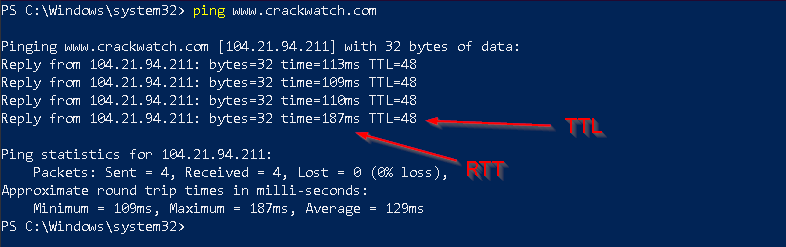 PS C:\Windows\system32> ping www.crackwatch.com
Pinging www.crackwatch.com [104.21.94.211] with 32 bytes of data:
Reply from 104.21.94.211: bytes=32 time=113ms TTL=48
Reply from 104.21.94.211: bytes=32 time=109ms TTL=48
Reply from 104.21.94.211: bytes=32 time=110ms TTL=48
Reply from 104.21.94.211: bytes=32 time=187ms TTL=48
TTL
Ping statistics for 104.21.94.211:
RTT
Packets: Sent = 4, Received = 4, Lost = 0 (0% loss),
Approximate round trip times in milli-seconds:
Minimum = 109ms, Maximum = 187ms, Average = 129ms
PS C:\Windows\system32>